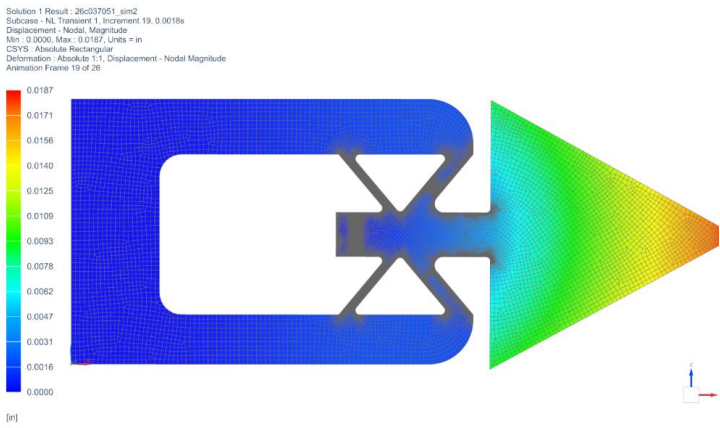 Solution 1 Result : 26c037051_sim2
Subcase - NL Transient 1, Increment 19, 0.0018s
Displacement - Nodal, Magnitude
Min : 0.0000, Max : 0.0187, Units = in
CSYS : Absolute Rectangular
Deformation : Absolute 1:1, Displacement - Nodal Magnitude
Animation Frame 19 of 26
0.0187
0.0171
0.0156
0.0140
0.0125
0.0109
0.0093
0.0078
0.0062
0.0047
0.0031
0.0016
0.0000
[in]